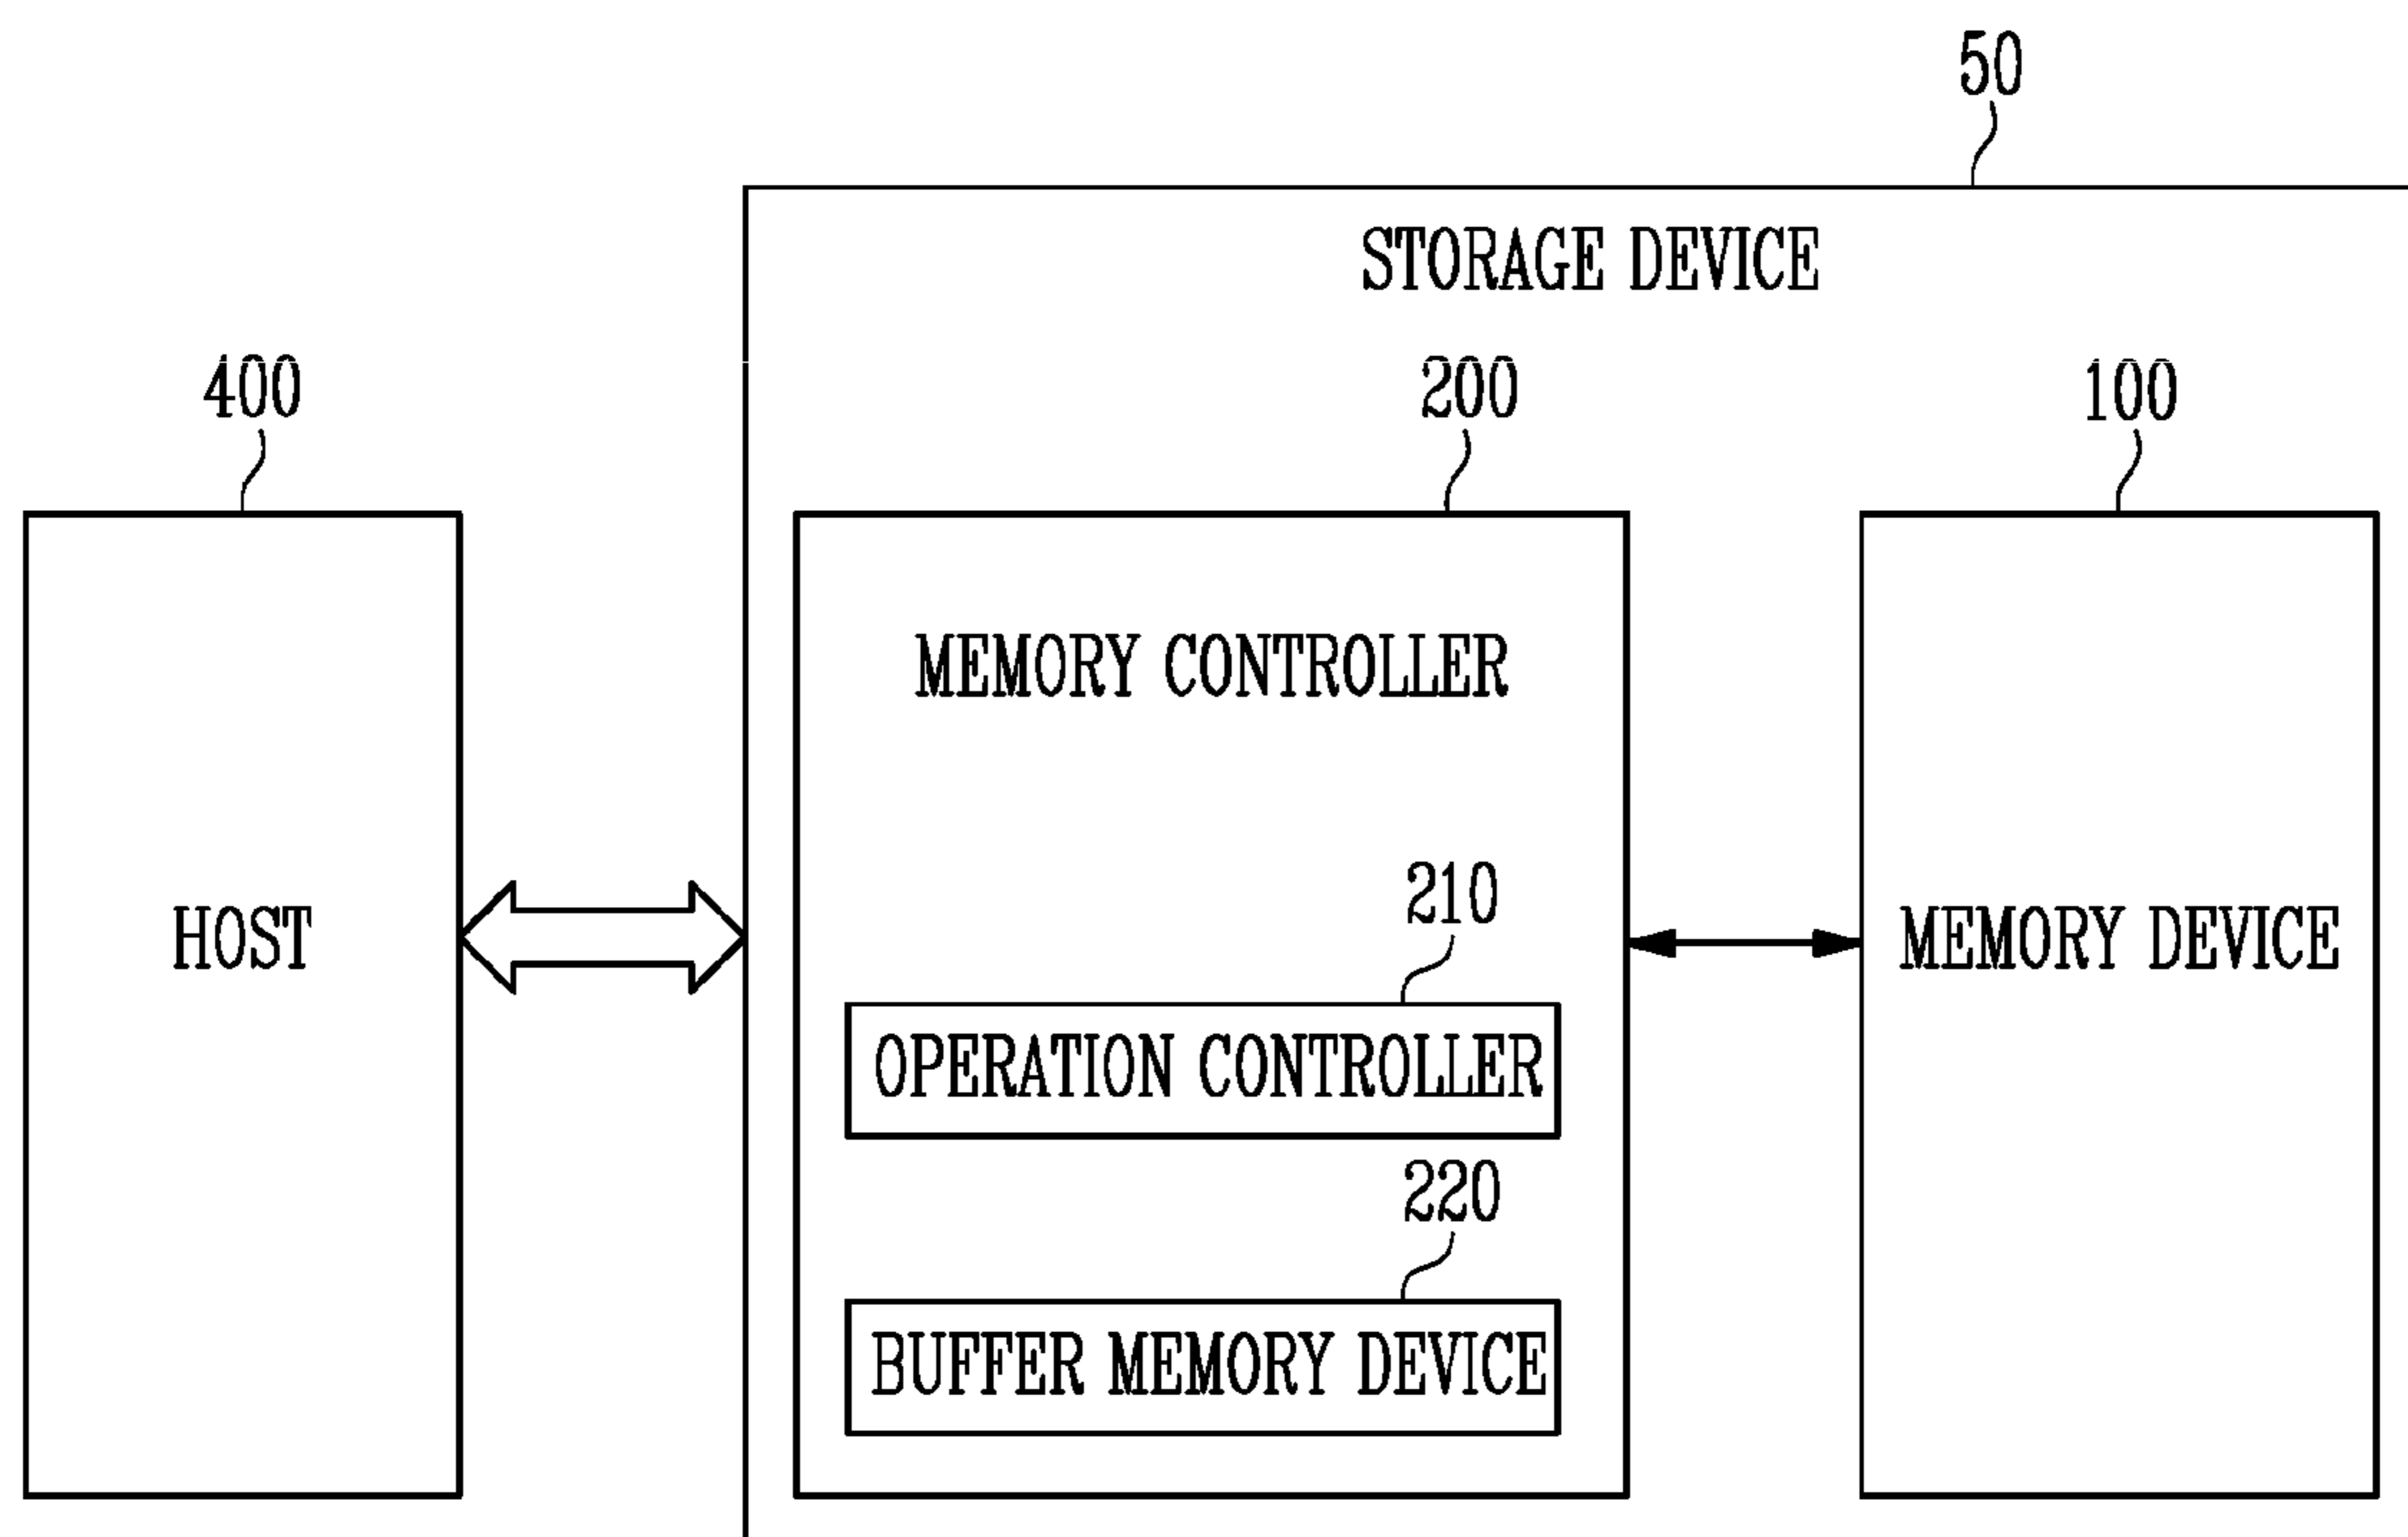 50
STORAGE DEVICE
400
200
100
MEMORY CONTROLLER
210
HOST
MEMORY DEVICE
OPERATION CONTROLLER
220
BUFFER MEMORY DEVICE